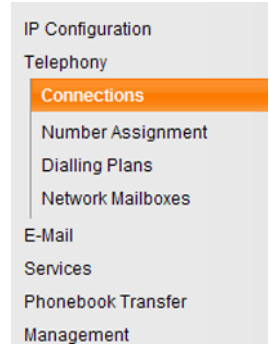 IP Configuration
Telephony
Connections
Number Assignment
Dialling Plans
Network Mailboxes
E-Mail
Services
Phonebook Transfer
Management